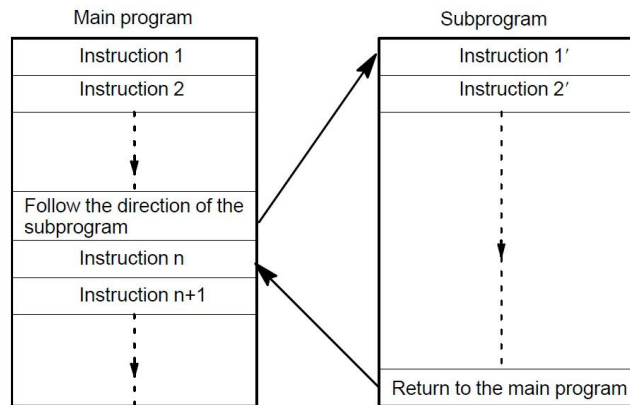 Main program
Instruction 1
Instruction 2
Follow the direction of the
subprogram
Instruction n
Instruction n+1
Subprogram
Instruction 1′
Instruction 2′
Return to the main program